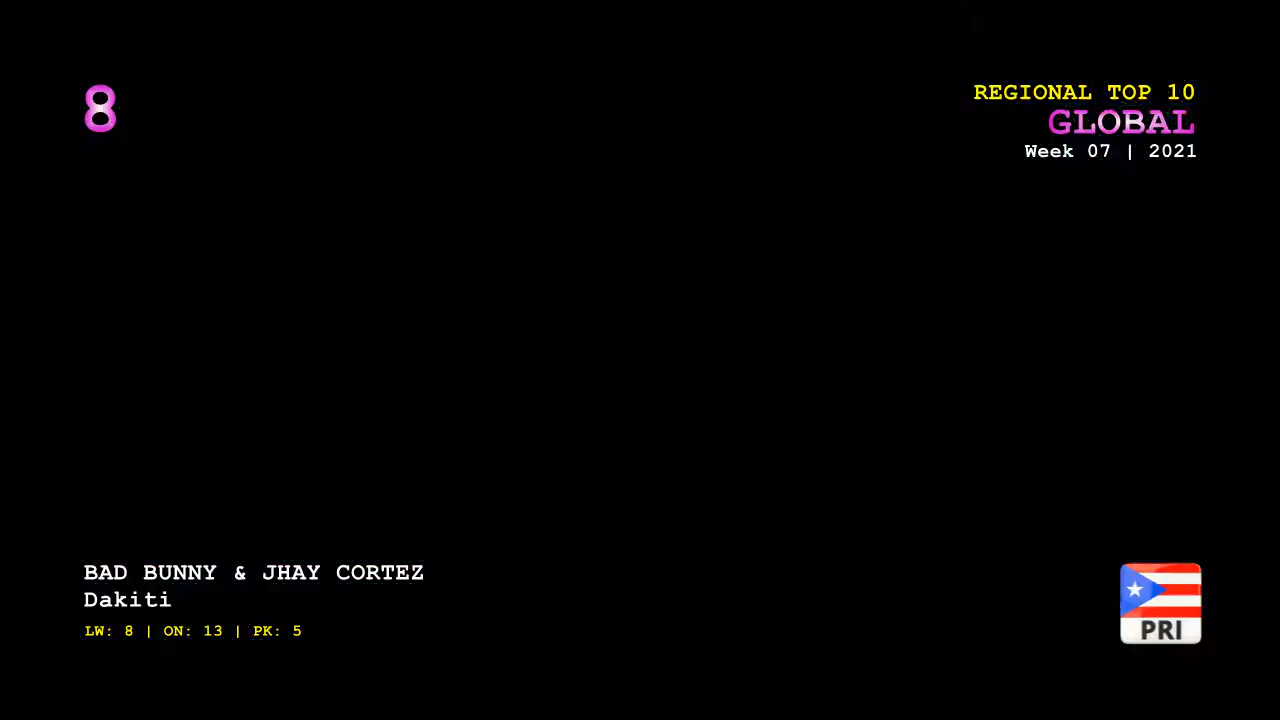 8
REGIONAL TOP 10
GLOBAL
Week 07 | 2021
BAD BUNNY & JHAY CORTEZ
Dakiti
LW: 8 | ON: 13 | PK: 5
PRI